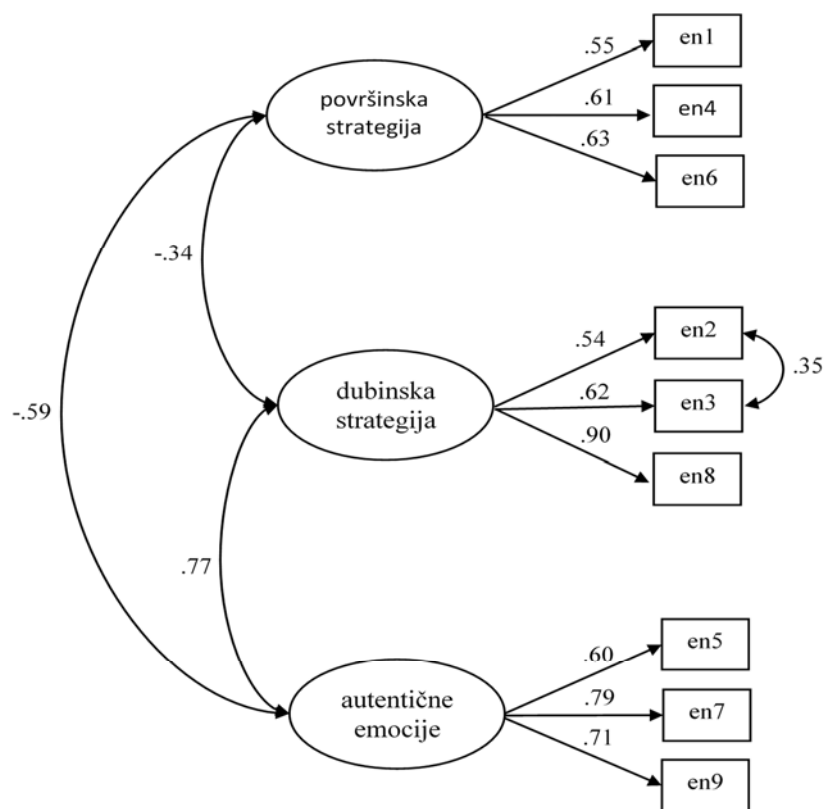 .55
en1
površinska
strategija
.61
en4
.63
en6
-.34
.54
en2
.35
dubinska
strategija
.62
en3
.90
en8
-.59
.77
.60
en5
autentične
emocije
.79
en7
.71
en9